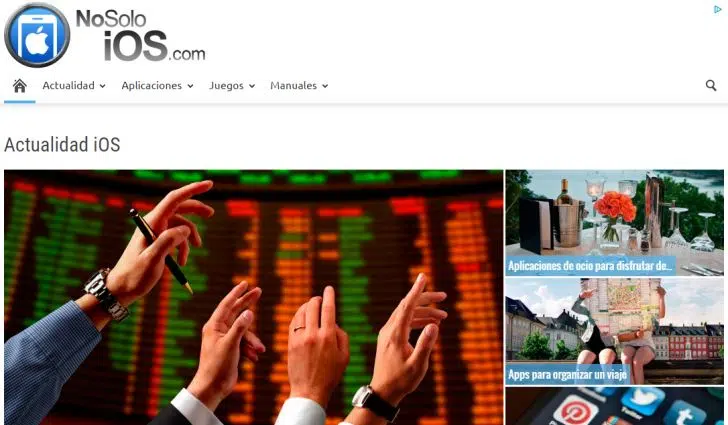 NoSolo
iOS.com
Actualidad
Aplicaciones
Juegos
Manuales
Actualidad iOS
Aplicaciones de ocio para disfrutar de...
Apps para organizar un viaje